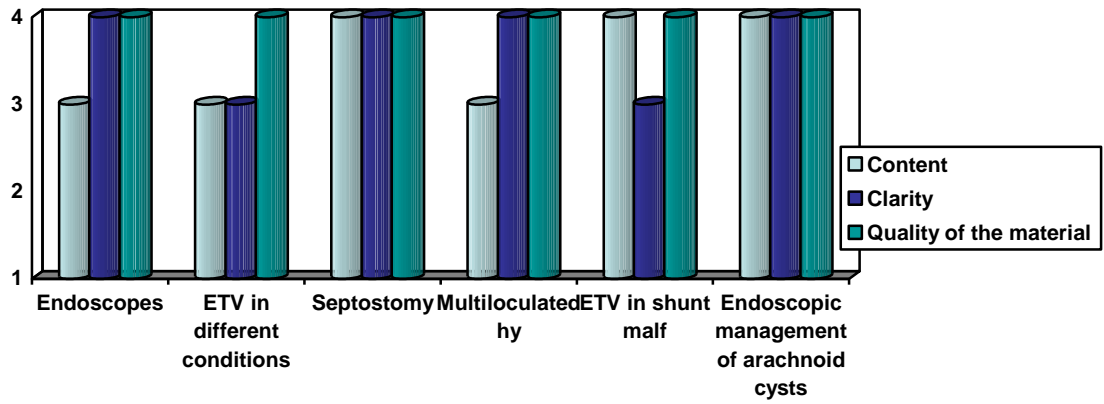 4
3
2
1
Endoscopes
ETV in
different
conditions
Septostomy
Multiloculated
hy
ETV in shunt
malf
Endoscopic
management
of arachnoid
cysts
Content
Clarity
Quality of the material